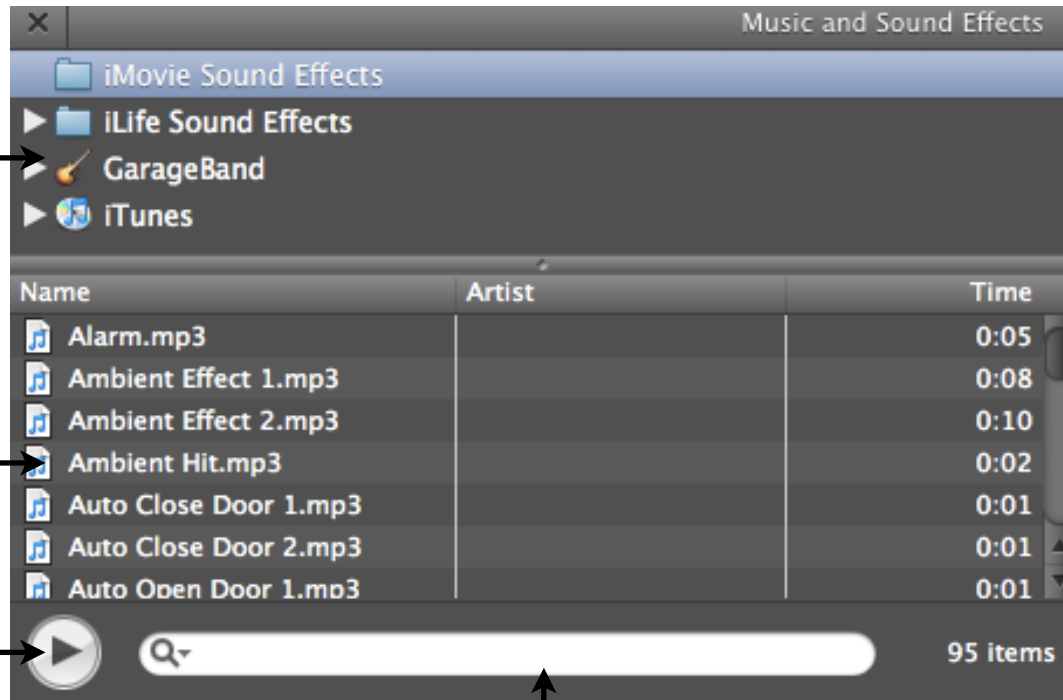 Music and Sound Effects
iMovie Sound Effects
iLife Sound Effects
GarageBand
iTunes
Name Artist Time
Alarm.mp3 0:05
Ambient Effect 1.mp3 0:08
Ambient Effect 2.mp3 0:10
Ambient Hit.mp3 0:02
Auto Close Door 1.mp3 0:01
Auto Close Door 2.mp3 0:01
Auto Open Door 1.mp3 0:01
95 items